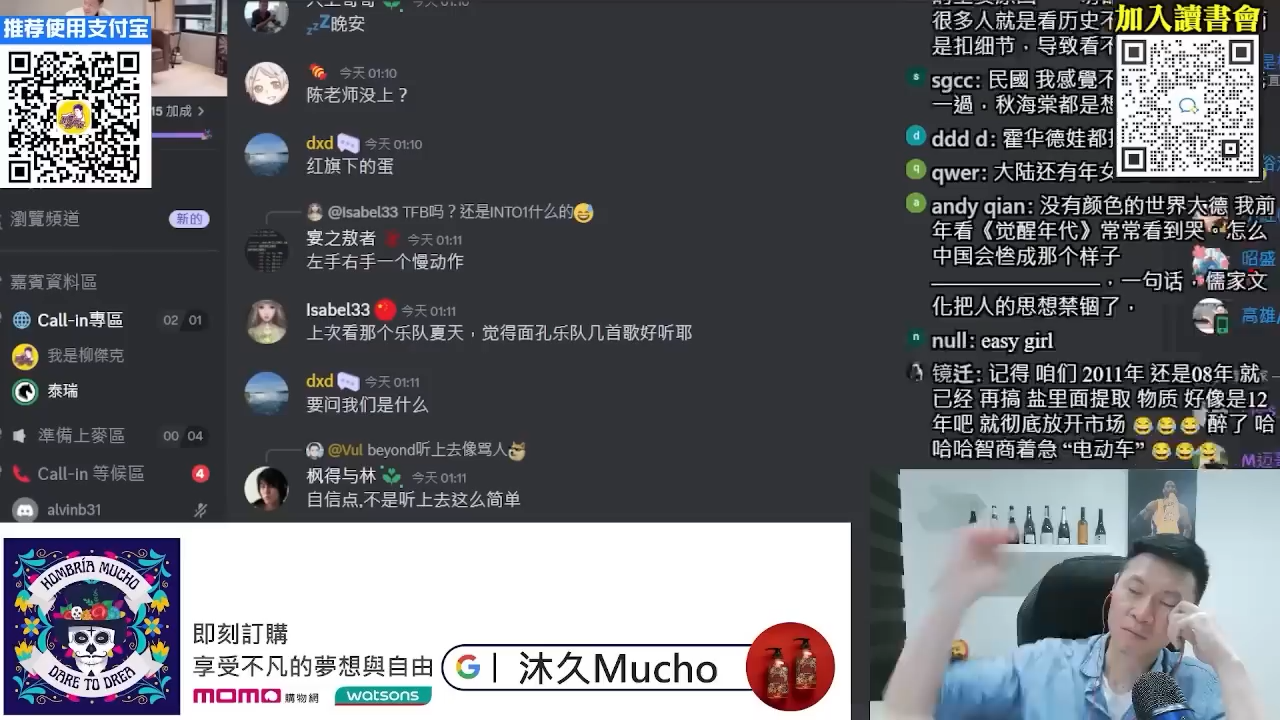 推荐使用支付宝
15 加成
瀏覽頻道
新的
嘉賓資料區
Call-in專區
02 01
我是柳傑克
泰瑞
準備上麥區
00 04
Call-in 等候區
4
alvinb31
晚安
今天 01:10
陈老师没上？
dxd 今天 01:10
红旗下的蛋
@Isabel33 TFB吗？还是INTO1什么的
宴之敖者 今天 01:11
左手右手一个慢动作
Isabel33 今天 01:11
上次看那个乐队夏天，觉得面孔乐队几首歌好听耶
dxd 今天 01:11
要问我们是什么
@Vul beyond听上去像骂人
枫得与林 今天 01:11
自信点,不是听上去这么简单
加入讀書會
很多人就是看历史不
是扣细节，导致看不
sgcc: 民國 我感覺不
一過，秋海棠都是想
ddd d: 霍华德娃都
qwer: 大陆还有年女
andy qian: 没有颜色的世界大德 我前
年看《觉醒年代》常常看到哭。怎么
中国会惨成那个样子
，一句话，儒家文
化把人的思想禁锢了，
null: easy girl
镜迁: 记得 咱们 2011年 还是08年 就
已经 再搞 盐里面提取 物质 好像是12
年吧 就彻底放开市场 醉了 哈
哈哈智商着急 “电动车”
昭盛
高雄
HOMBRÍA MUCHO
DARE TO DREA
即刻訂購
享受不凡的夢想與自由
momo 購物網
watsons
沐久Mucho